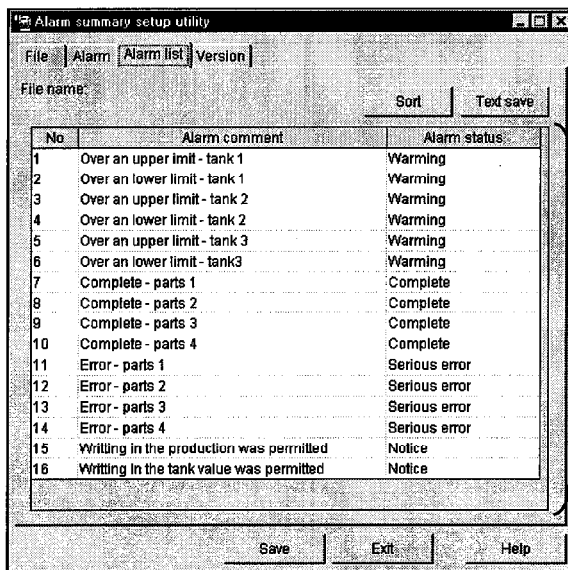 Alarm summary setup utility
File Alarm Alarm list Version
File name:
Sort Text save
No Alarm comment Alarm status
1 Over an upper imit - tank 1 Warming
2 Over an lower limit - tank 1 Warming
3 Over an upper limit - tank 2 Warming
4 Over an lower limit - tank 2 Warming
5 Over an upper limit - tank 3 Warming
6 Over an lower limit - tank3 Warming
7 Complete - parts 1 Complete
8 Complete - parts 2 Complete
9 Complete - parts 3 Complete
10 Complete - parts 4 Complete
11 Error - parts 1 Serious error
12 Error - parts 2 Serious error
13 Error - parts 3 Serious error
14 Error - parts 4 Serious error
15 Writting in the production was permitted Notice
16 Writting in the tank value was permitted Notice
Save Exit Help